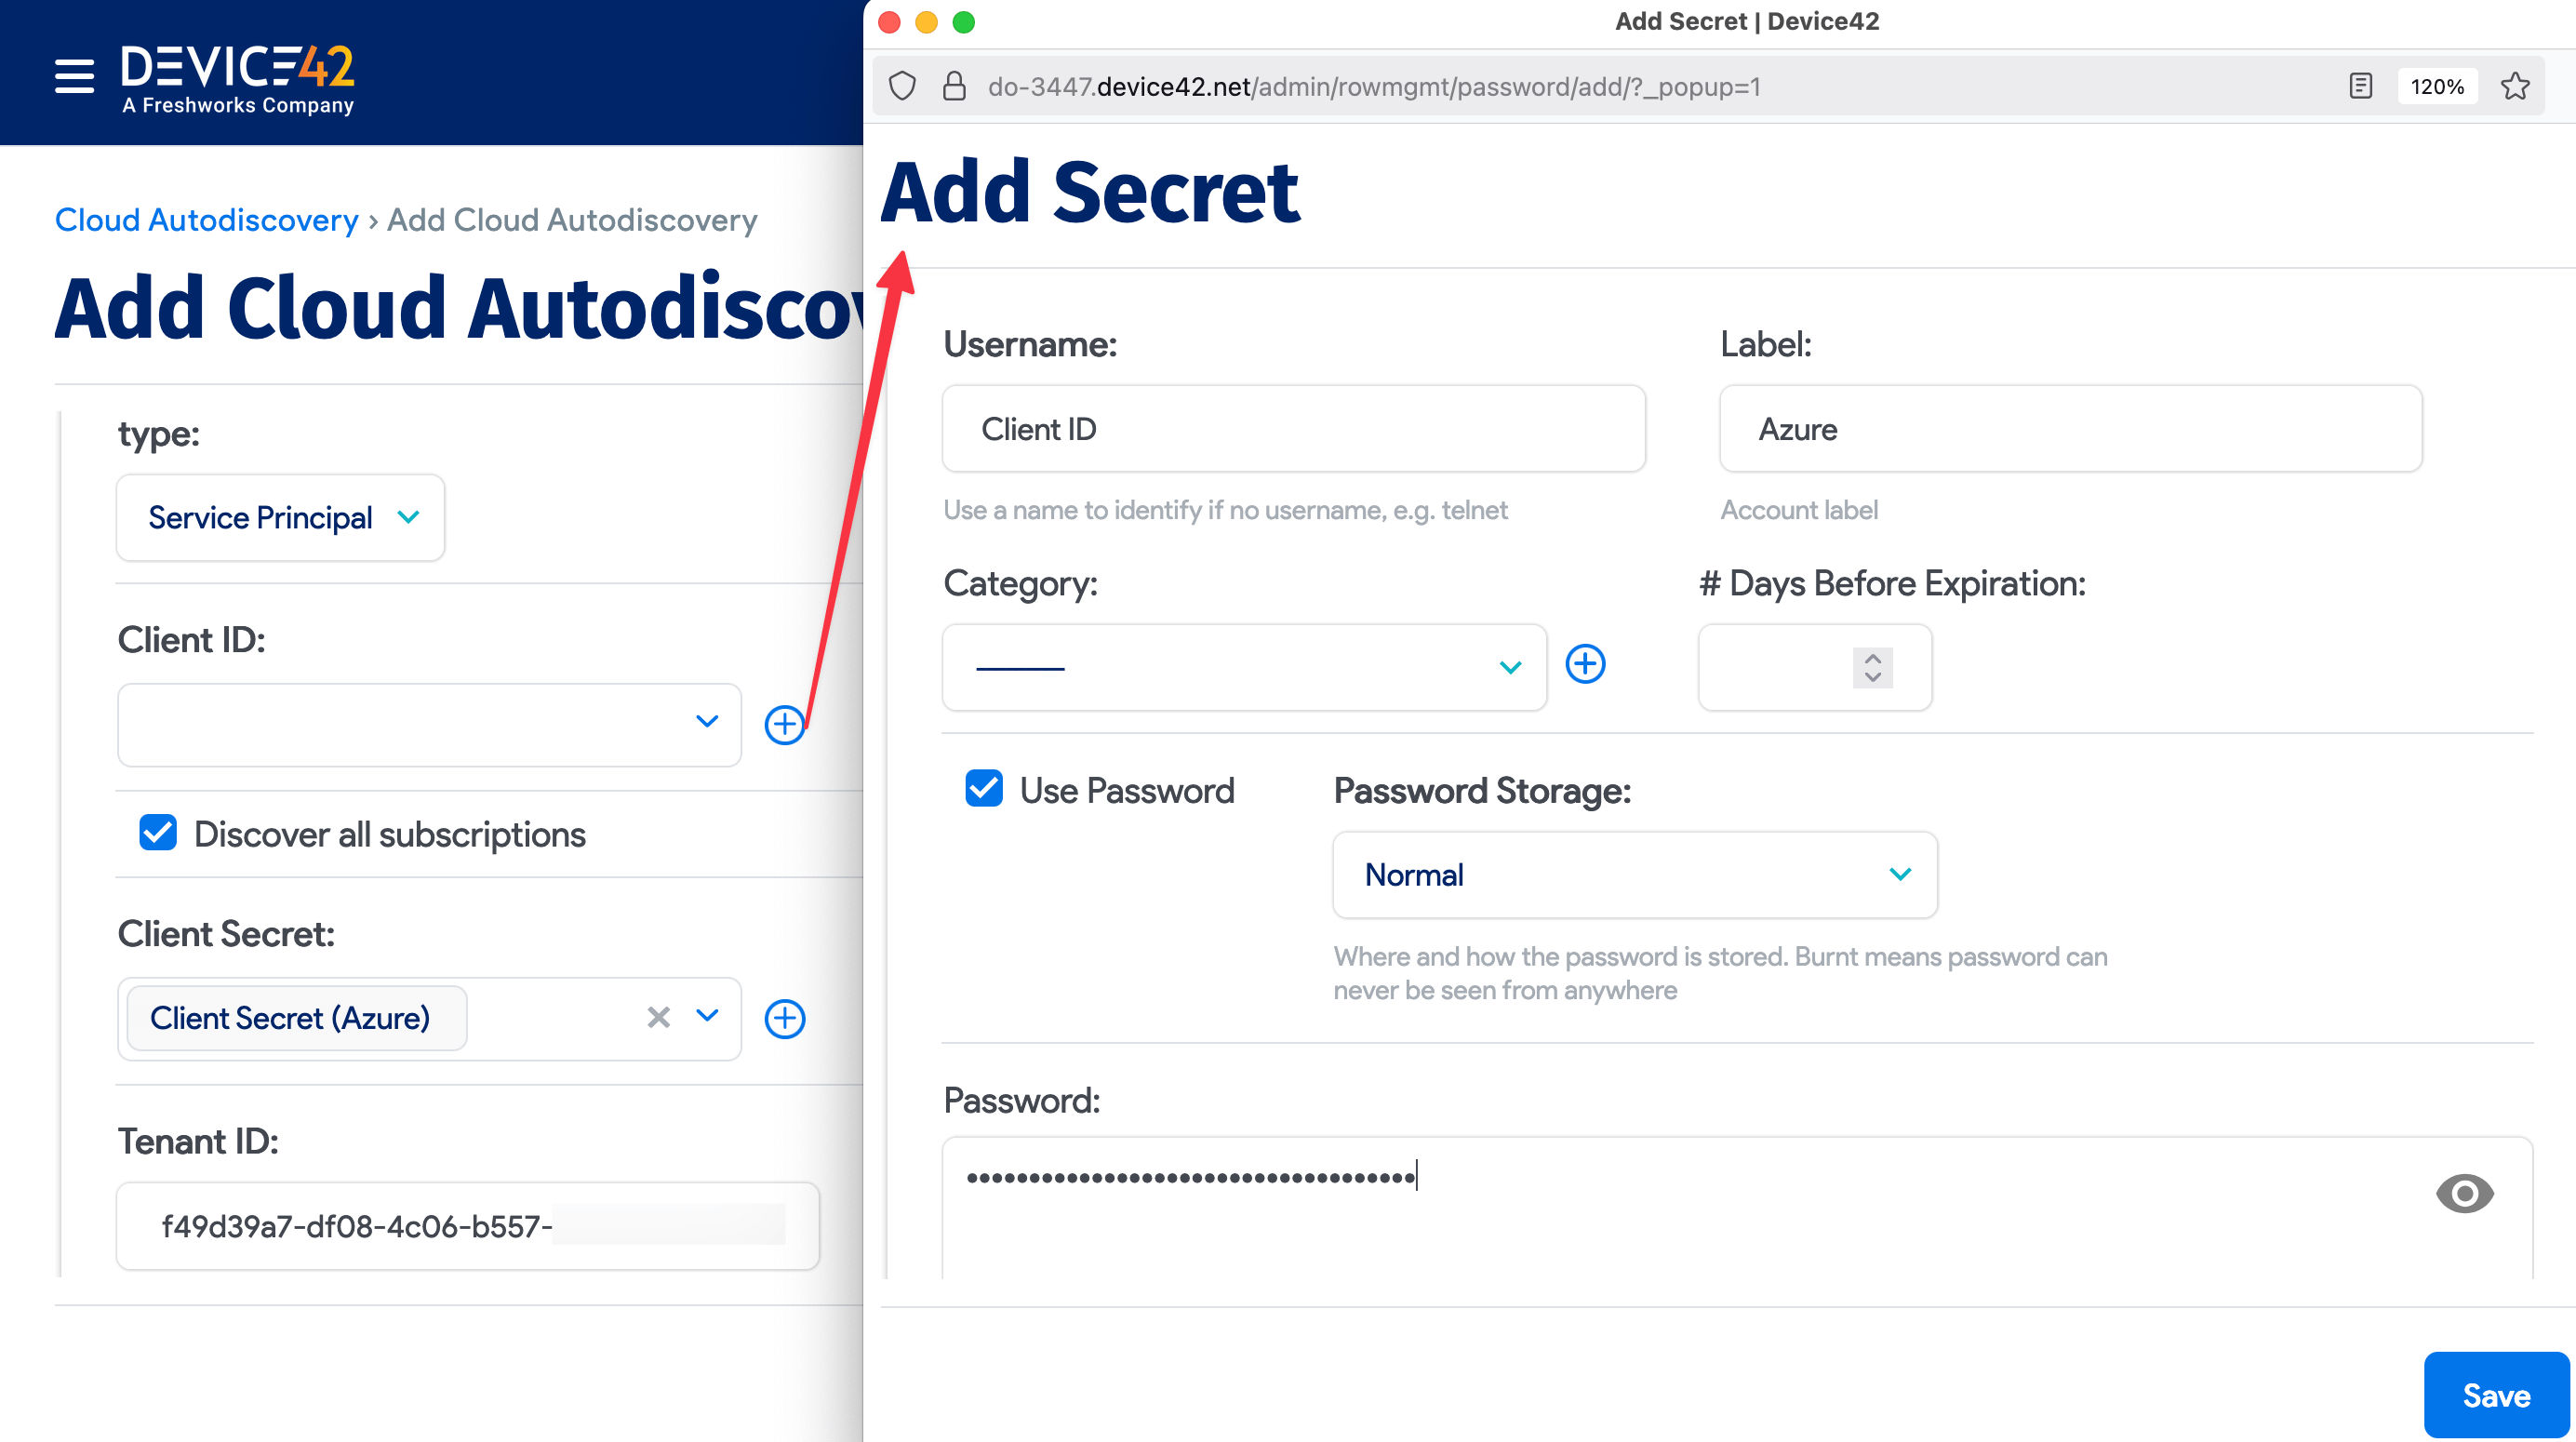 DEVICE42
A Freshworks Company
Cloud Autodiscovery › Add Cloud Autodiscovery
Add Cloud Autodiscov
type:
Service Principal
Client ID:
Discover all subscriptions
Client Secret:
Client Secret (Azure)
Tenant ID:
f49d39a7-df08-4c06-b557-
Add Secret | Device42
do-3447.device42.net/admin/rowmgmt/password/add/?_popup=1
120%
Add Secret
Username:
Label:
Client ID
Azure
Use a name to identify if no username, e.g. telnet
Account label
Category:
# Days Before Expiration:
Use Password
Password Storage:
Normal
Where and how the password is stored. Burnt means password can
never be seen from anywhere
Password:
••••••••••••••••••••••••••••••••••••
Save